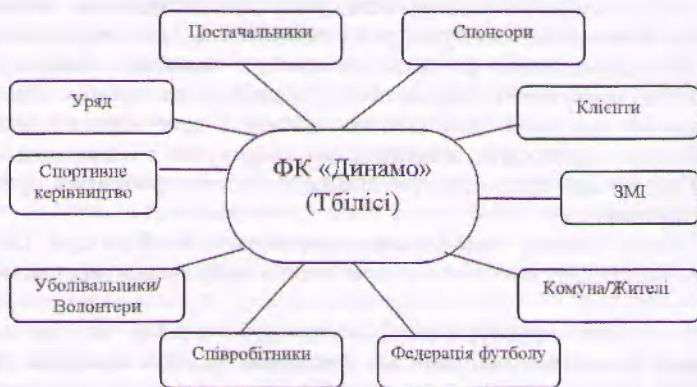 Постачальники
Спонсори
Уряд
Клієнти
ФК «Динамо»
(Тбілісі)
Спортивне
керівництво
ЗМІ
Уболівальники/
Волонтери
Комуна/Жителі
Співробітники
Федерація футболу